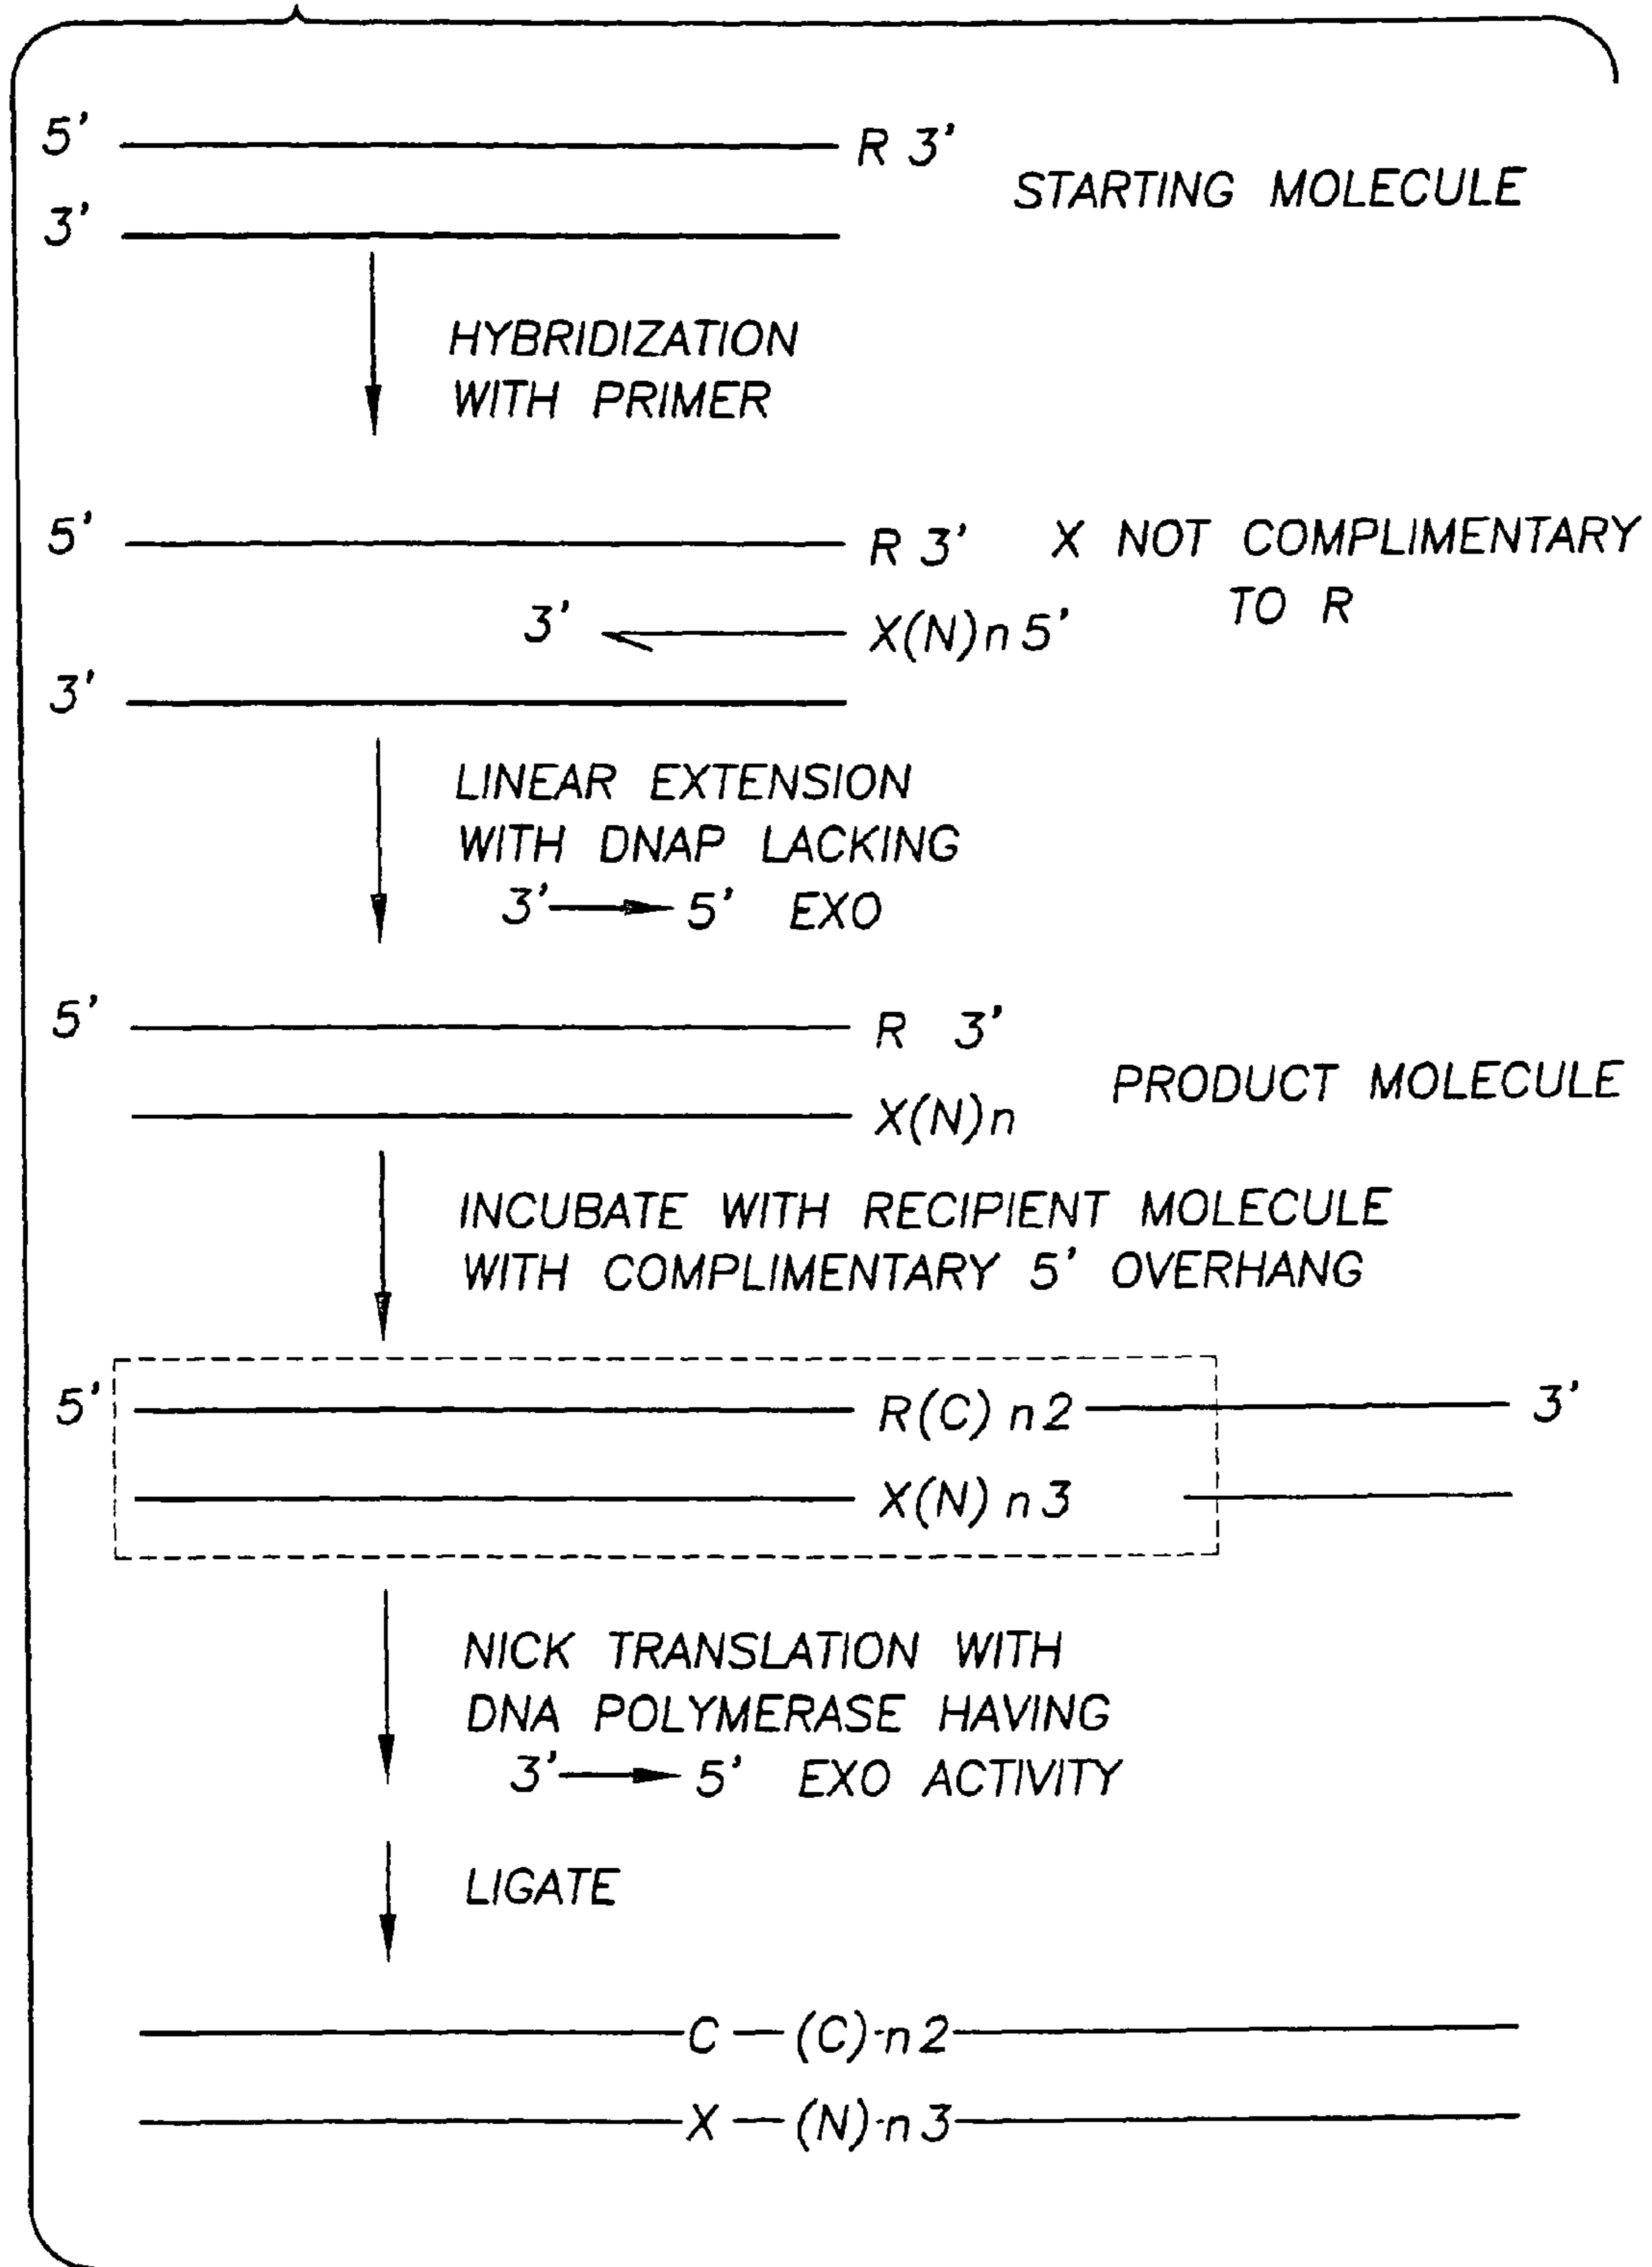 5' R 3'
STARTING MOLECULE
3'
HYBRIDIZATION
WITH PRIMER
5' R 3' X NOT COMPLIMENTARY
TO R
3' X(N)n 5'
3'
LINEAR EXTENSION
WITH DNAP LACKING
3' 5' EXO
5' R 3'
PRODUCT MOLECULE
X(N)n
INCUBATE WITH RECIPIENT MOLECULE
WITH COMPLIMENTARY 5' OVERHANG
5' R(C) n2 3'
X(N) n3
NICK TRANSLATION WITH
DNA POLYMERASE HAVING
3' 5' EXO ACTIVITY
LIGATE
C (C) n2
X (N) n3